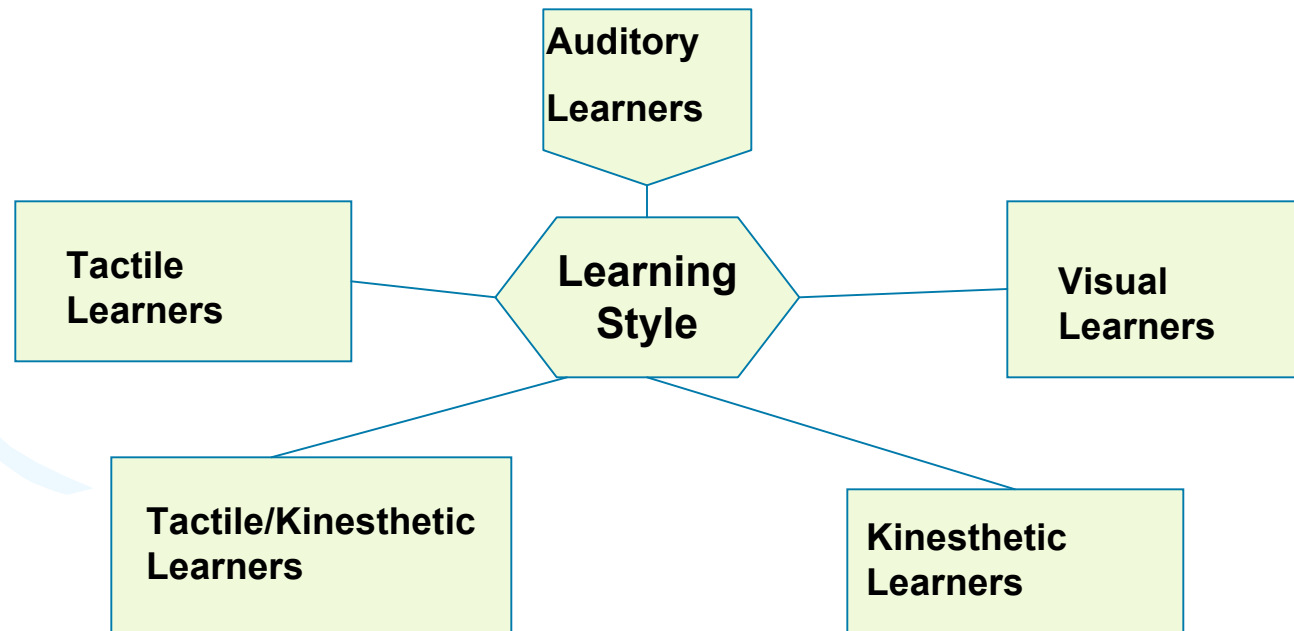 Auditory
Learners
Tactile
Learners
Learning
Style
Visual
Learners
Tactile/Kinesthetic
Learners
Kinesthetic
Learners